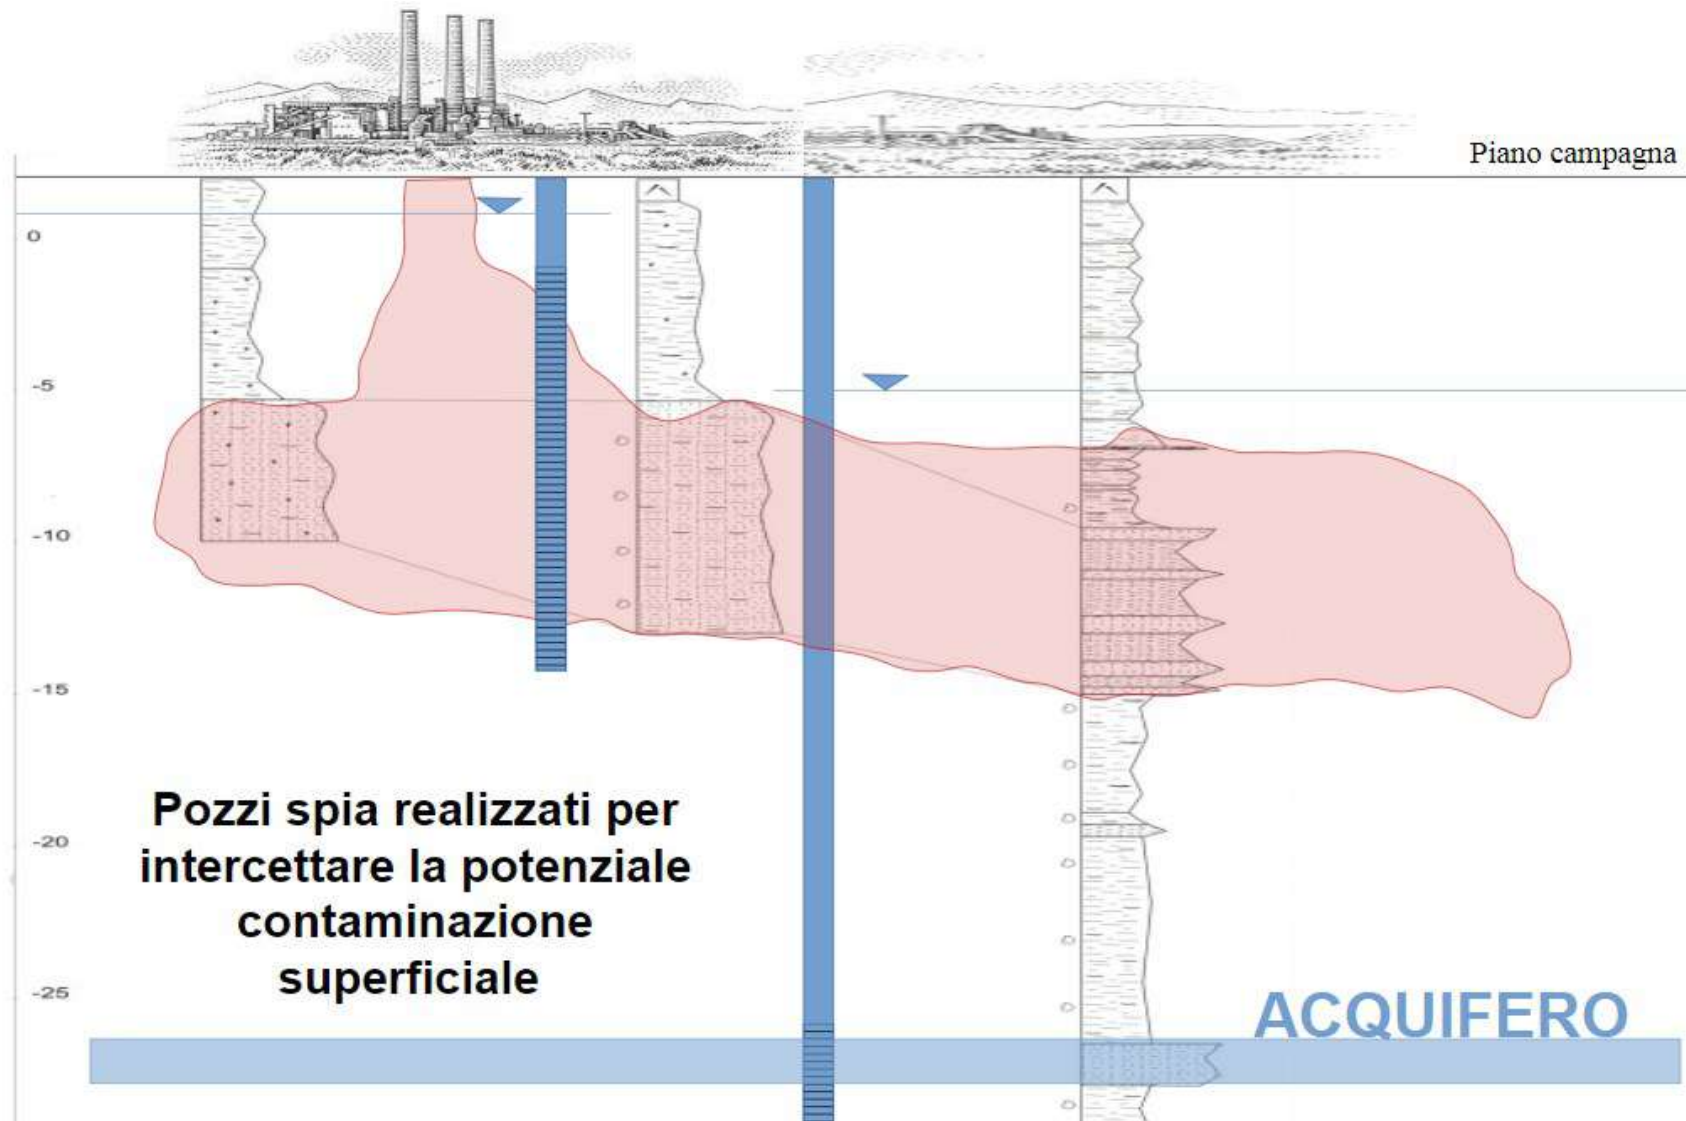 Piano campagna
0
-5
-10
-15
-20
-25
Pozzi spia realizzati per
intercettare la potenziale
contaminazione
superficiale
ACQUIFERO